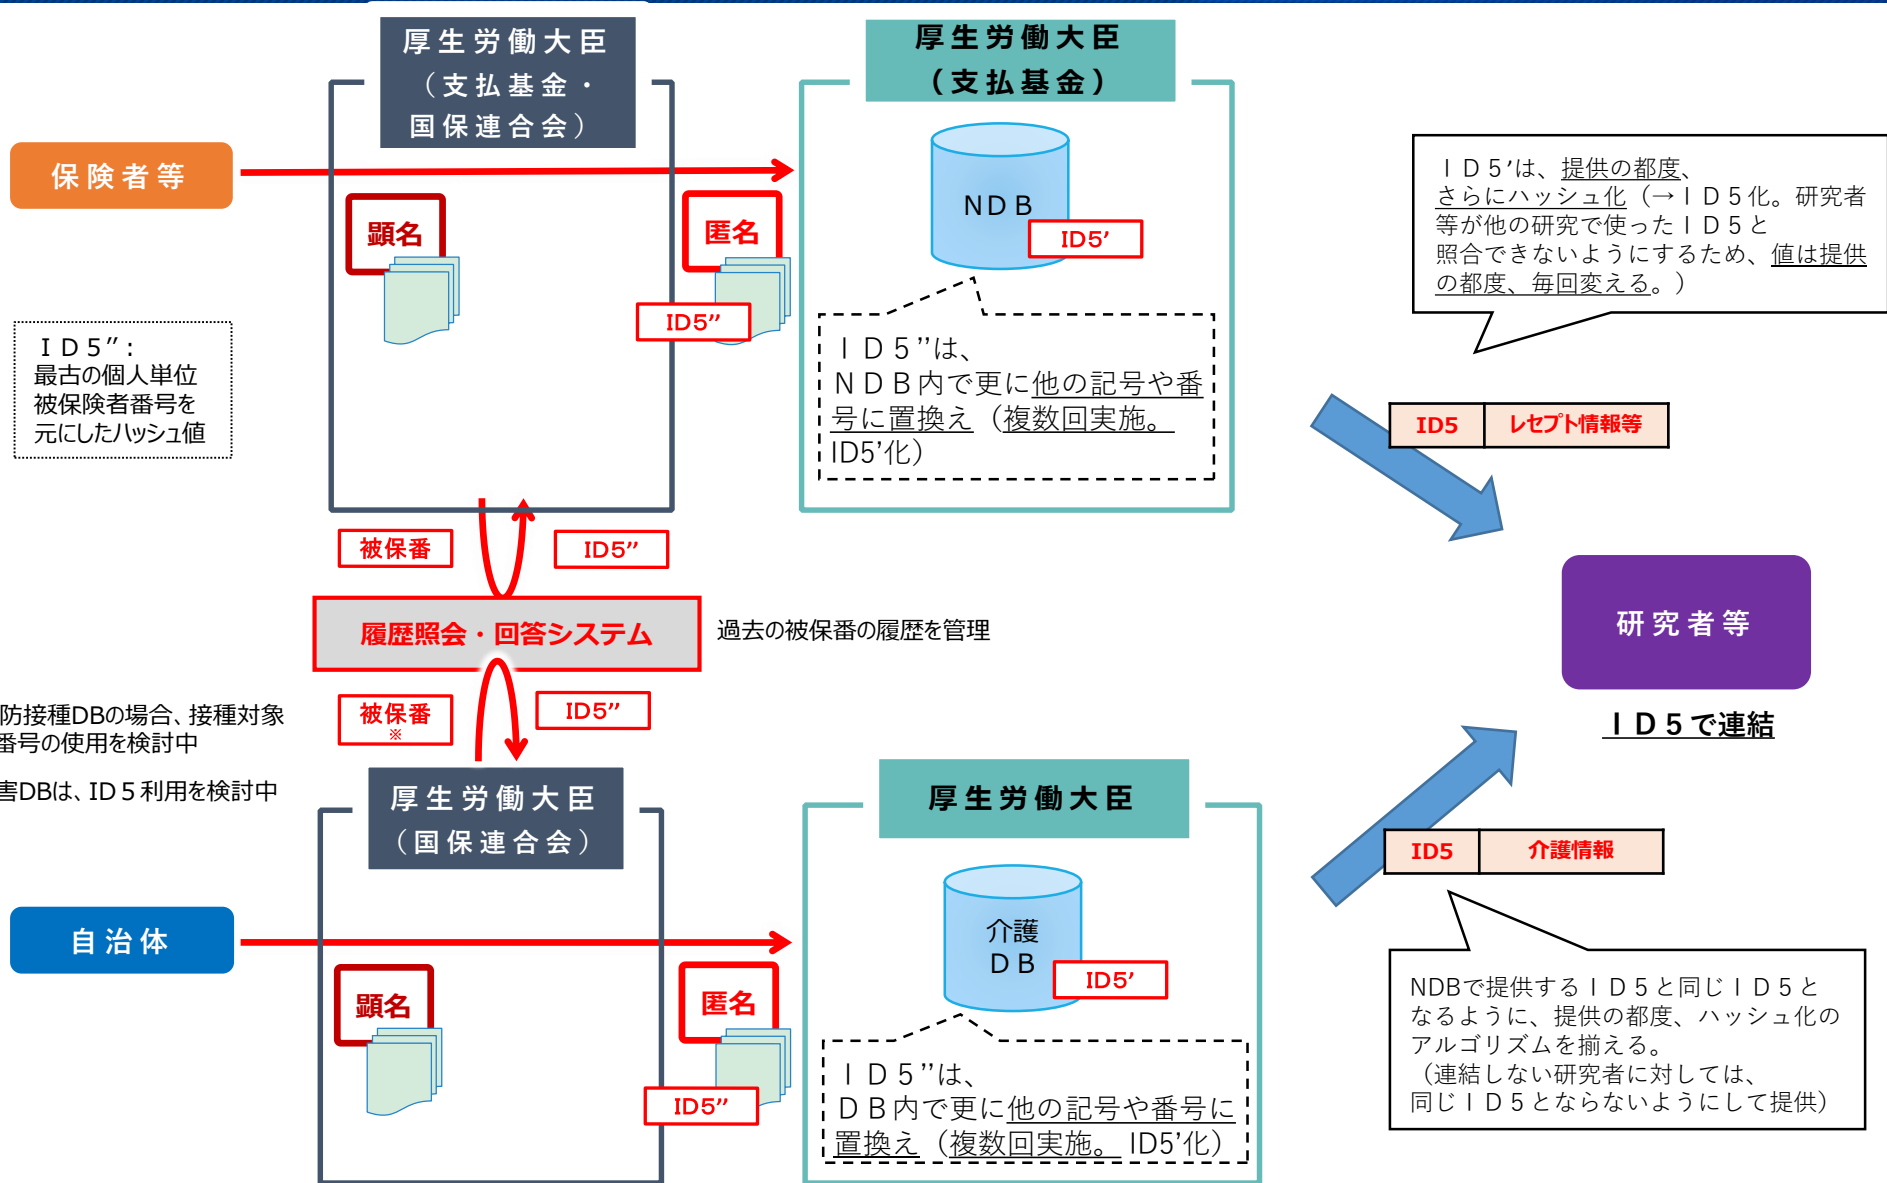 厚生労働大臣
（支払基金・
国保連合会）
厚生労働大臣
（支払基金）
保険者等
顕名
匿名
ID5’’
NDB
ID5’
ＩＤ５’は、提供の都度、
さらにハッシュ化（→ＩＤ５化。研究者
等が他の研究で使ったＩＤ５と
照合できないようにするため、値は提供
の都度、毎回変える。）
ＩＤ５’’：
最古の個人単位
被保険者番号を
元にしたハッシュ値
ＩＤ５’’は、
ＮＤＢ内で更に他の記号や番
号に置換え（複数回実施。
ID5’化）
ID5
レセプト情報等
被保番
ID5’’
履歴照会・回答システム
過去の被保番の履歴を管理
研究者等
ＩＤ５で連結
防接種DBの場合、接種対象
番号の使用を検討中
害DBは、ID５利用を検討中
被保番
※
ID5’’
厚生労働大臣
（国保連合会）
厚生労働大臣
自治体
顕名
匿名
ID5’’
介護
ＤＢ
ID5’
ＩＤ５’’は、
ＤＢ内で更に他の記号や番号に
置換え（複数回実施。ID5’化）
ID5
介護情報
NDBで提供するＩＤ５と同じＩＤ５と
なるように、提供の都度、ハッシュ化の
アルゴリズムを揃える。
（連結しない研究者に対しては、
同じＩＤ５とならないようにして提供）